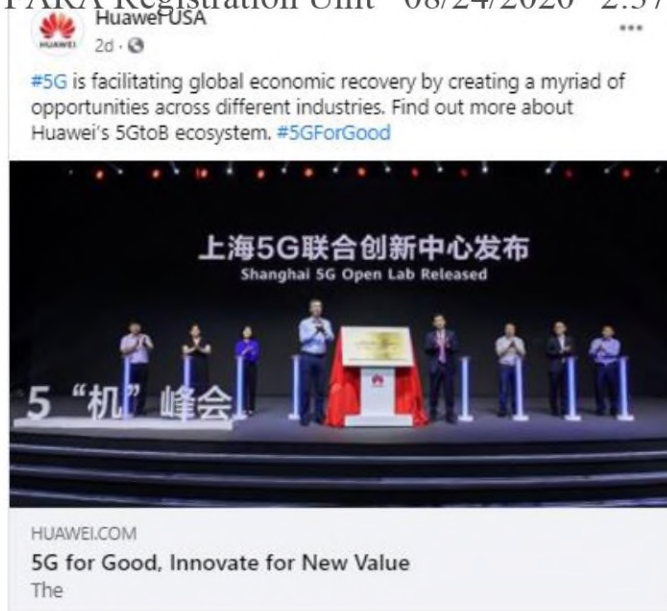 FARA Registration Unit 08/24/2020 2:37
Huawei USA
HUAWEI
2d
#5G is facilitating global economic recovery by creating a myriad of
opportunities across different industries. Find out more about
Huawei's 5GtoB ecosystem. #5GForGood
上海5G联合创新中心发布
Shanghai 5G Open Lab Released
5 “机” 峰会
HUAWEI.COM
5G for Good, Innovate for New Value
The